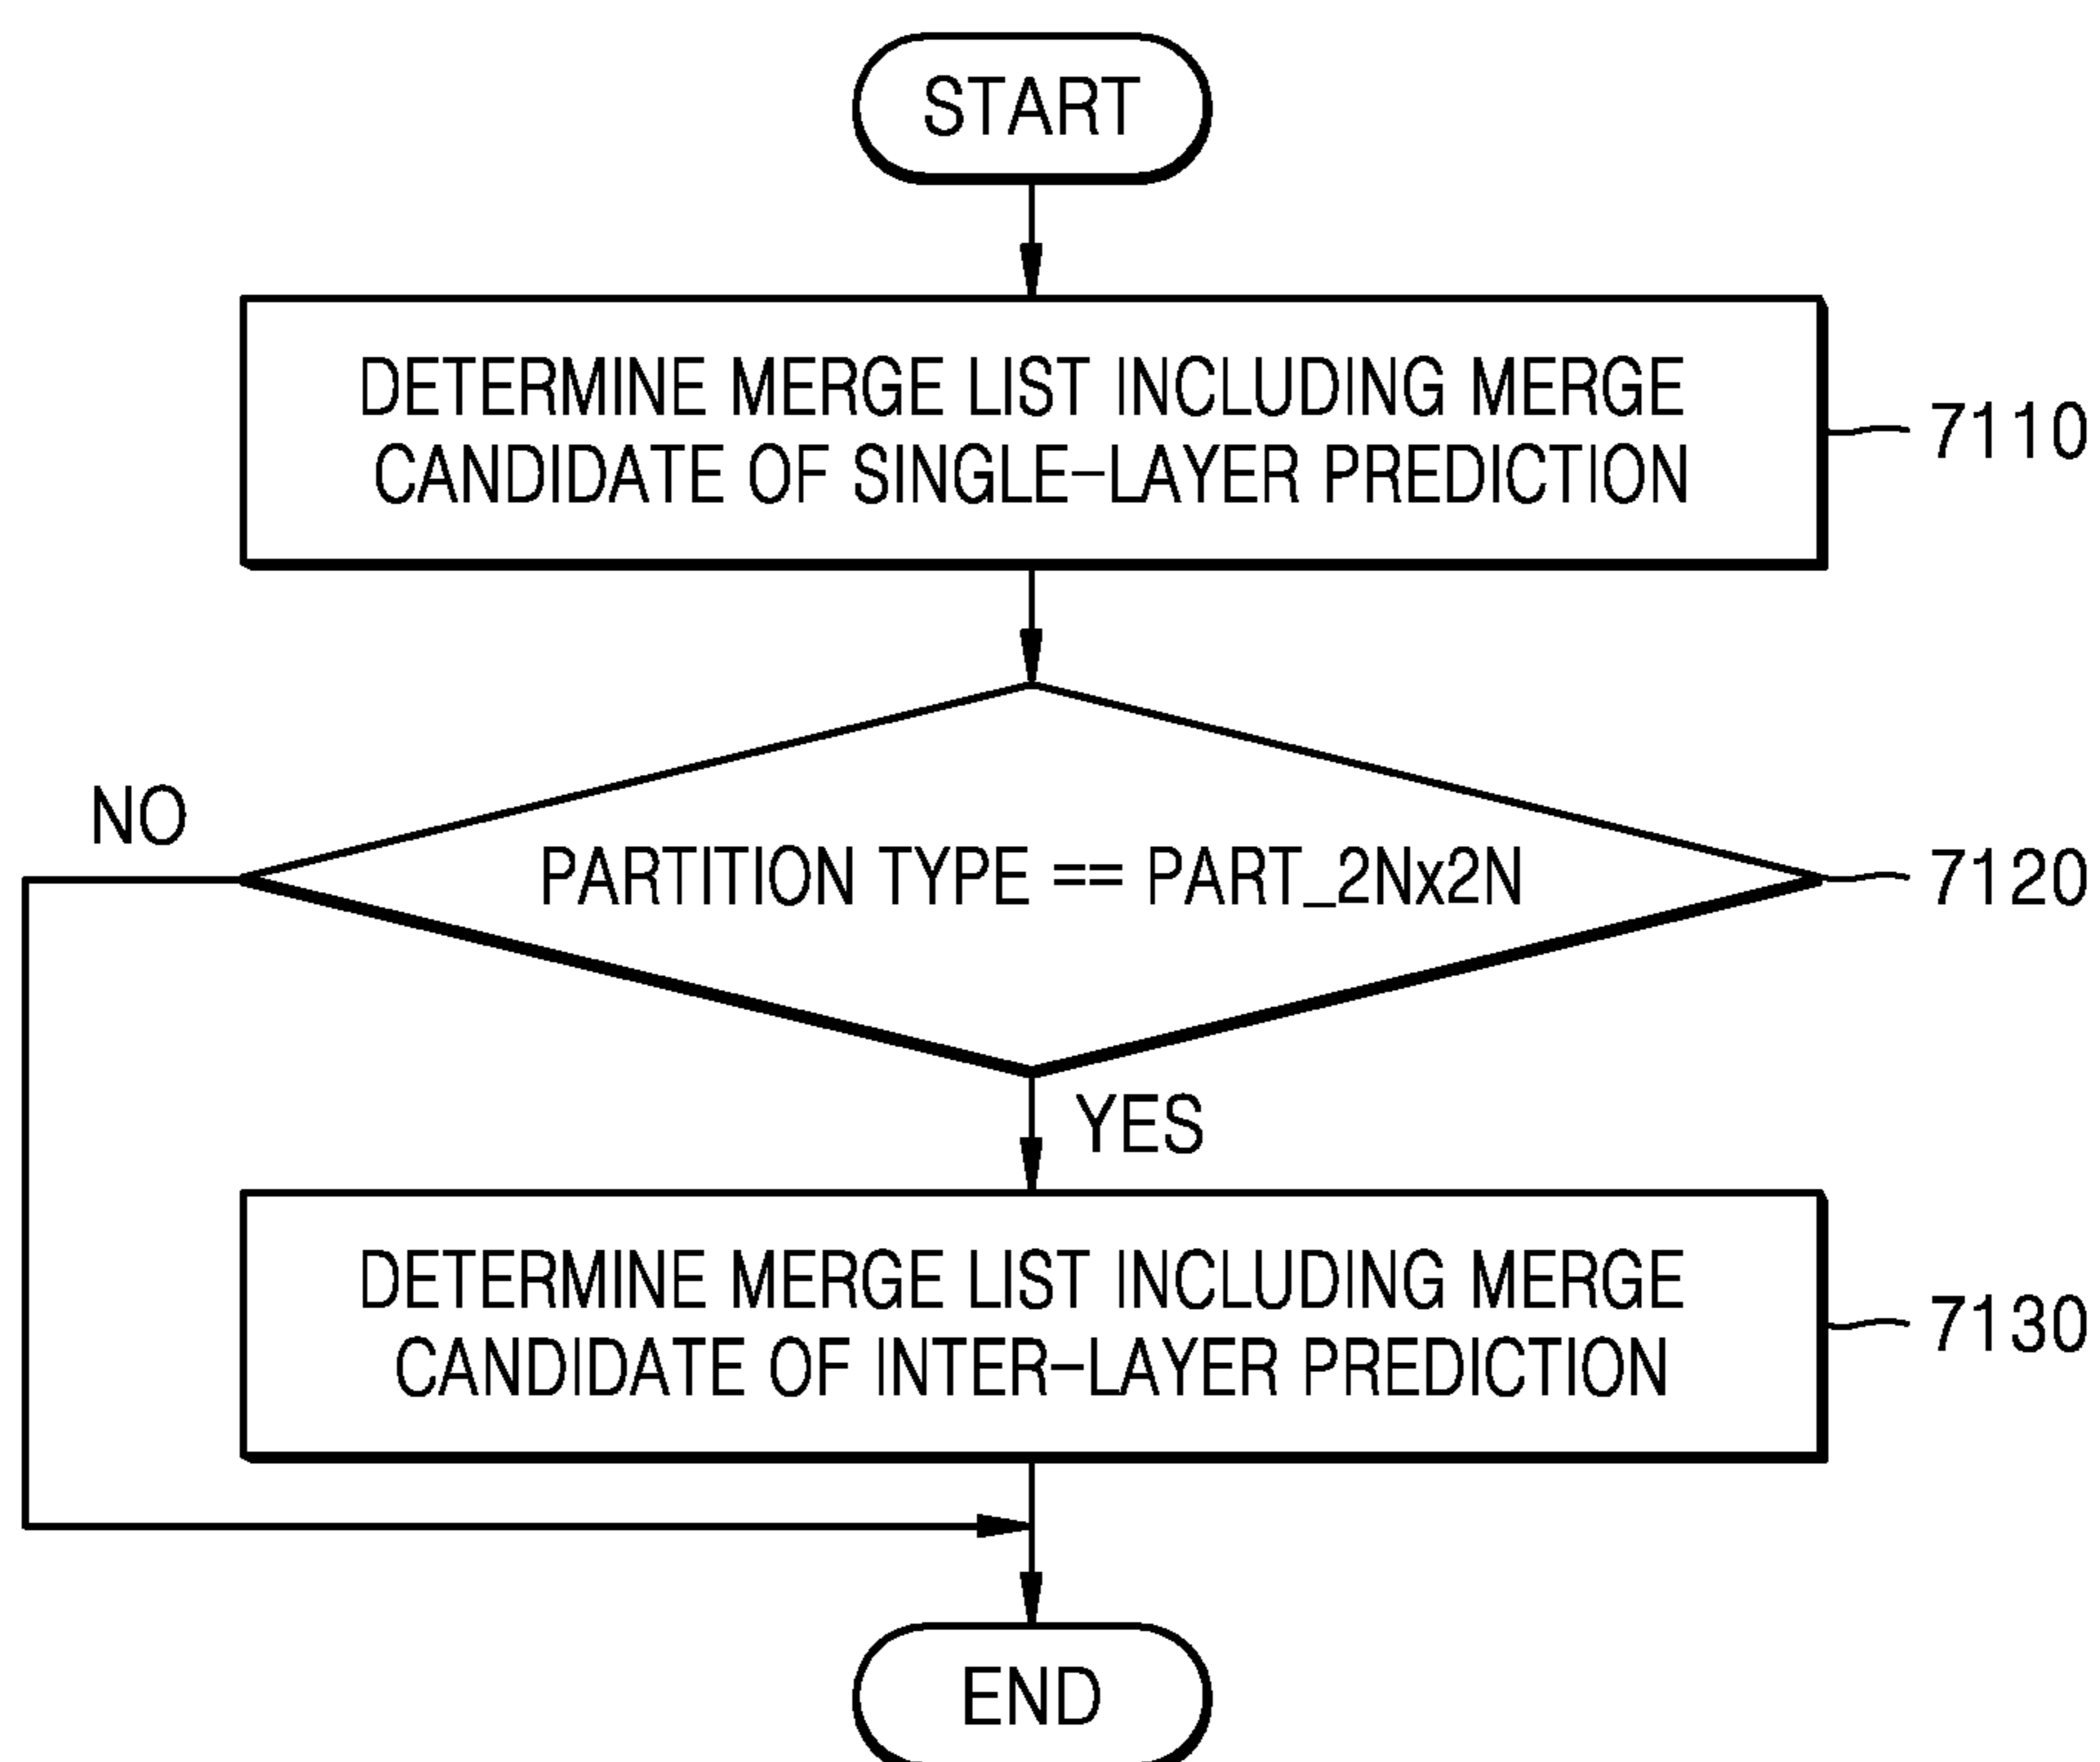 START
DETERMINE MERGE LIST INCLUDING MERGE
CANDIDATE OF SINGLE-LAYER PREDICTION
7110
NO
PARTITION TYPE == PART_2Nx2N
7120
YES
DETERMINE MERGE LIST INCLUDING MERGE
CANDIDATE OF INTER-LAYER PREDICTION
7130
END